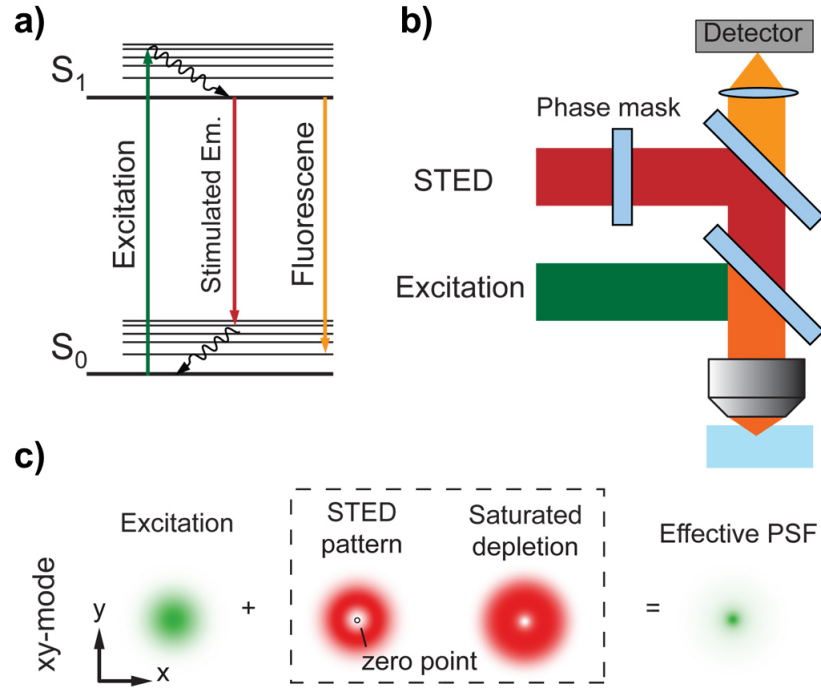 a)
S1
Excitation
Stimulated Em.
Fluorescene
S0
b)
Detector
Phase mask
STED
Excitation
c)
xy-mode
y
x
Excitation
+
STED
pattern
zero point
Saturated
depletion
=
Effective PSF